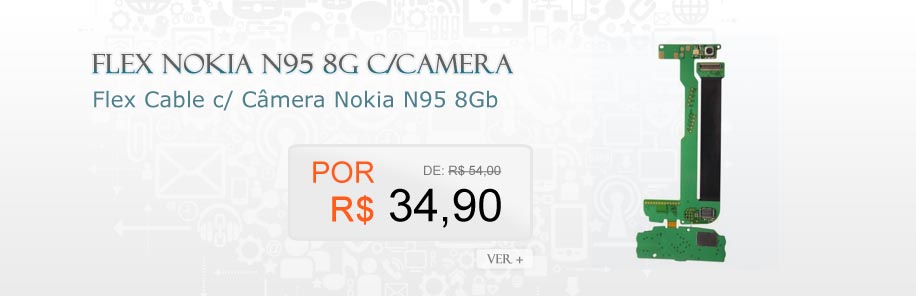 FLEX NOKIA N95 8G C/CAMERA
Flex Cable c/ Câmera Nokia N95 8Gb
POR DE: R$ 54,00
R$ 34,90
VER +